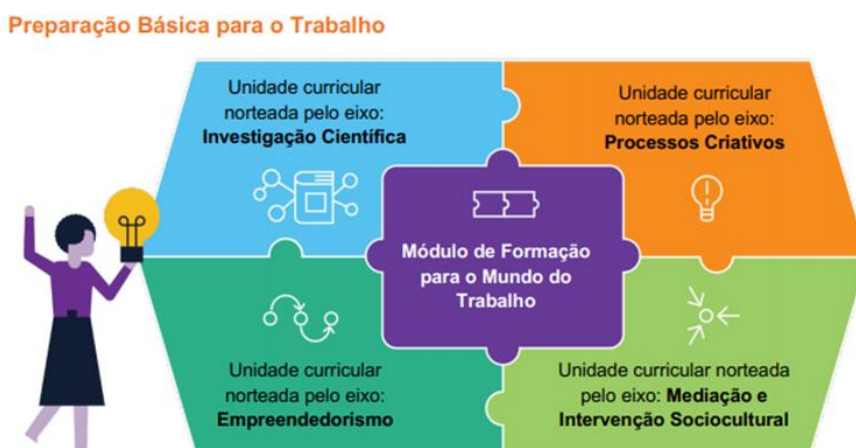 Preparação Básica para o Trabalho
Unidade curricular
norteada pelo eixo:
Investigação Científica
Unidade curricular
norteada pelo eixo:
Processos Criativos
Módulo de Formação
para o Mundo do
Trabalho
Unidade curricular
norteada pelo eixo:
Empreendedorismo
Unidade curricular norteada
pelo eixo: Mediação e
Intervenção Sociocultural